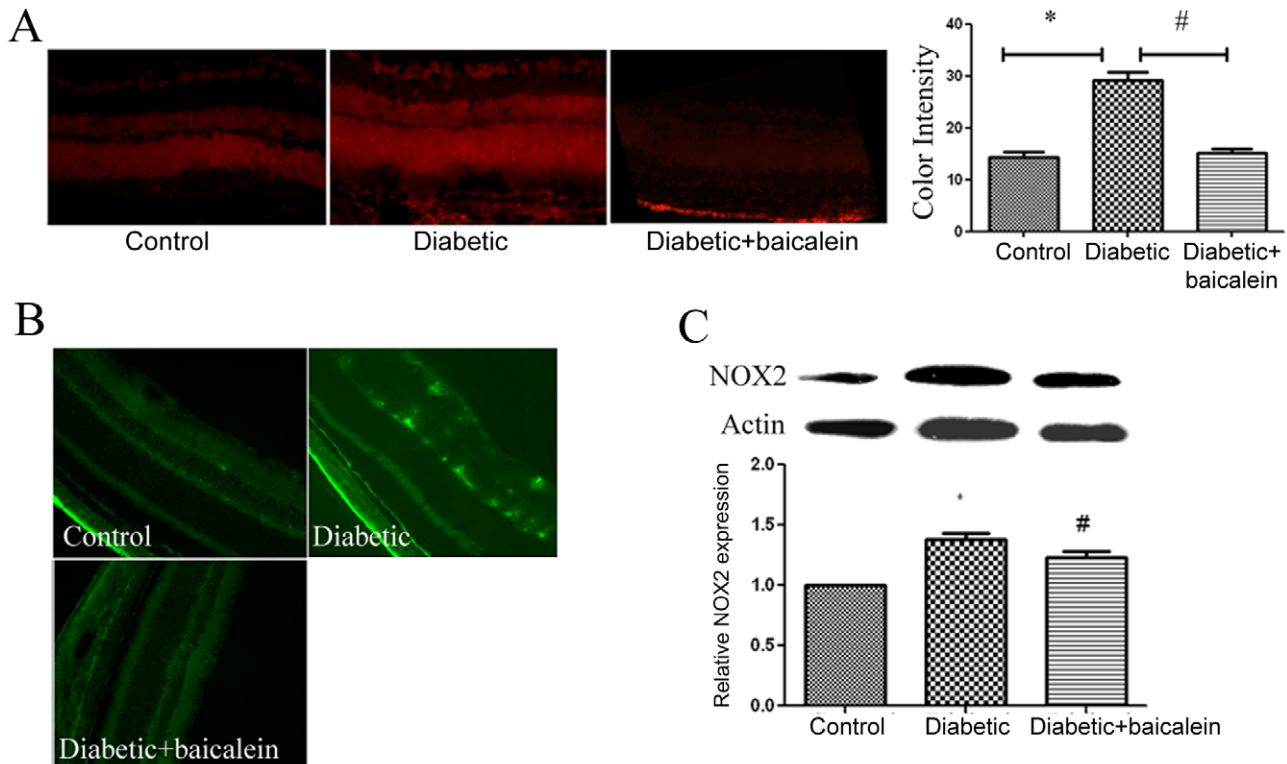 A
Control
Diabetic
Diabetic+baicalein
Color Intensity
40
30
20
10
0
*
#
Control
Diabetic
Diabetic+
baicalein
B
Control
Diabetic
Diabetic+baicalein
C
NOX2
Actin
Relative NOX2 expression
2.0
1.5
1.0
0.5
0.0
*
#
Control
Diabetic
Diabetic+baicalein